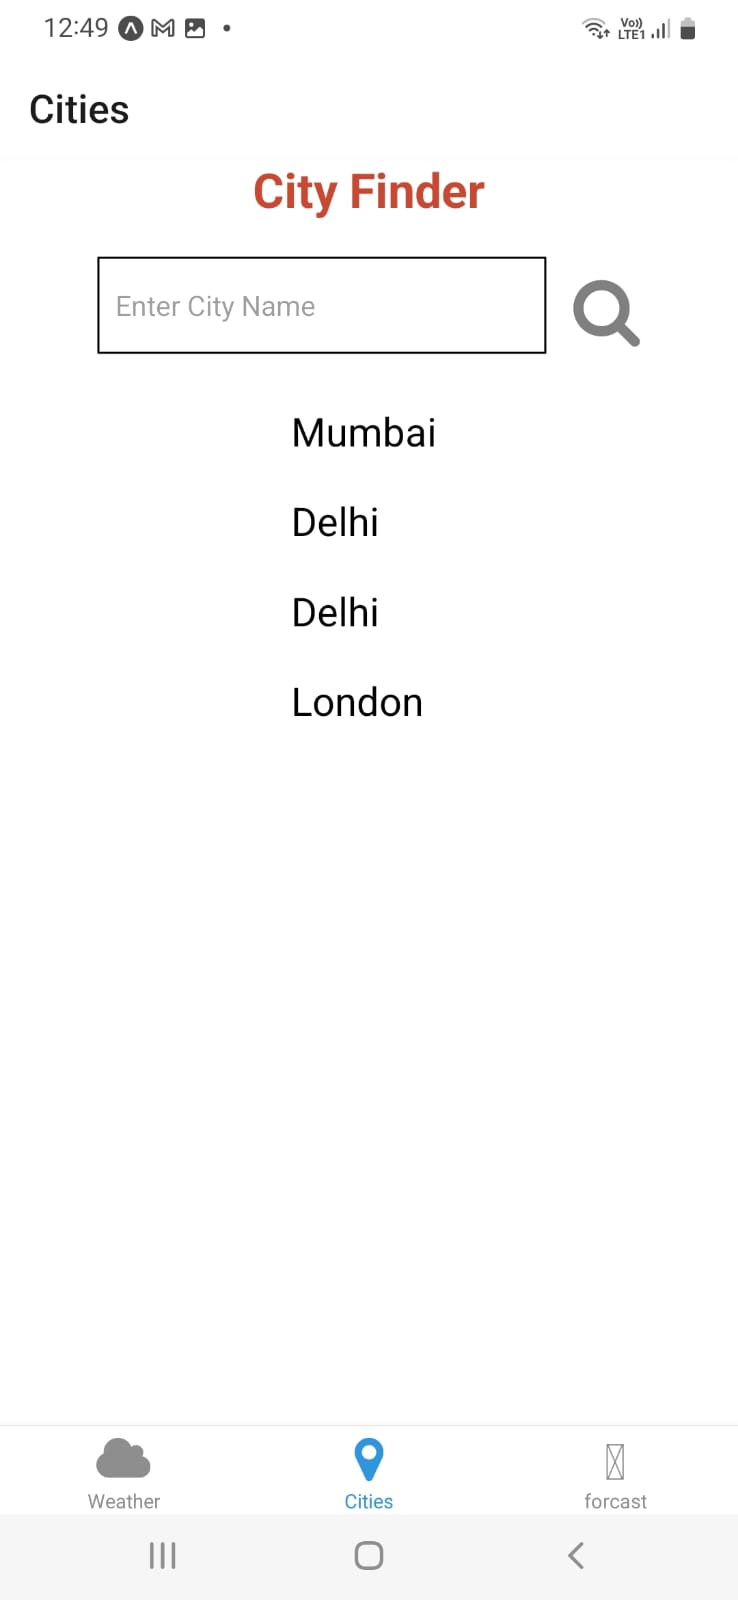 12:49
Vo))
LTE1
Cities
City Finder
Enter City Name
Mumbai
Delhi
Delhi
London
Weather
Cities
forcast